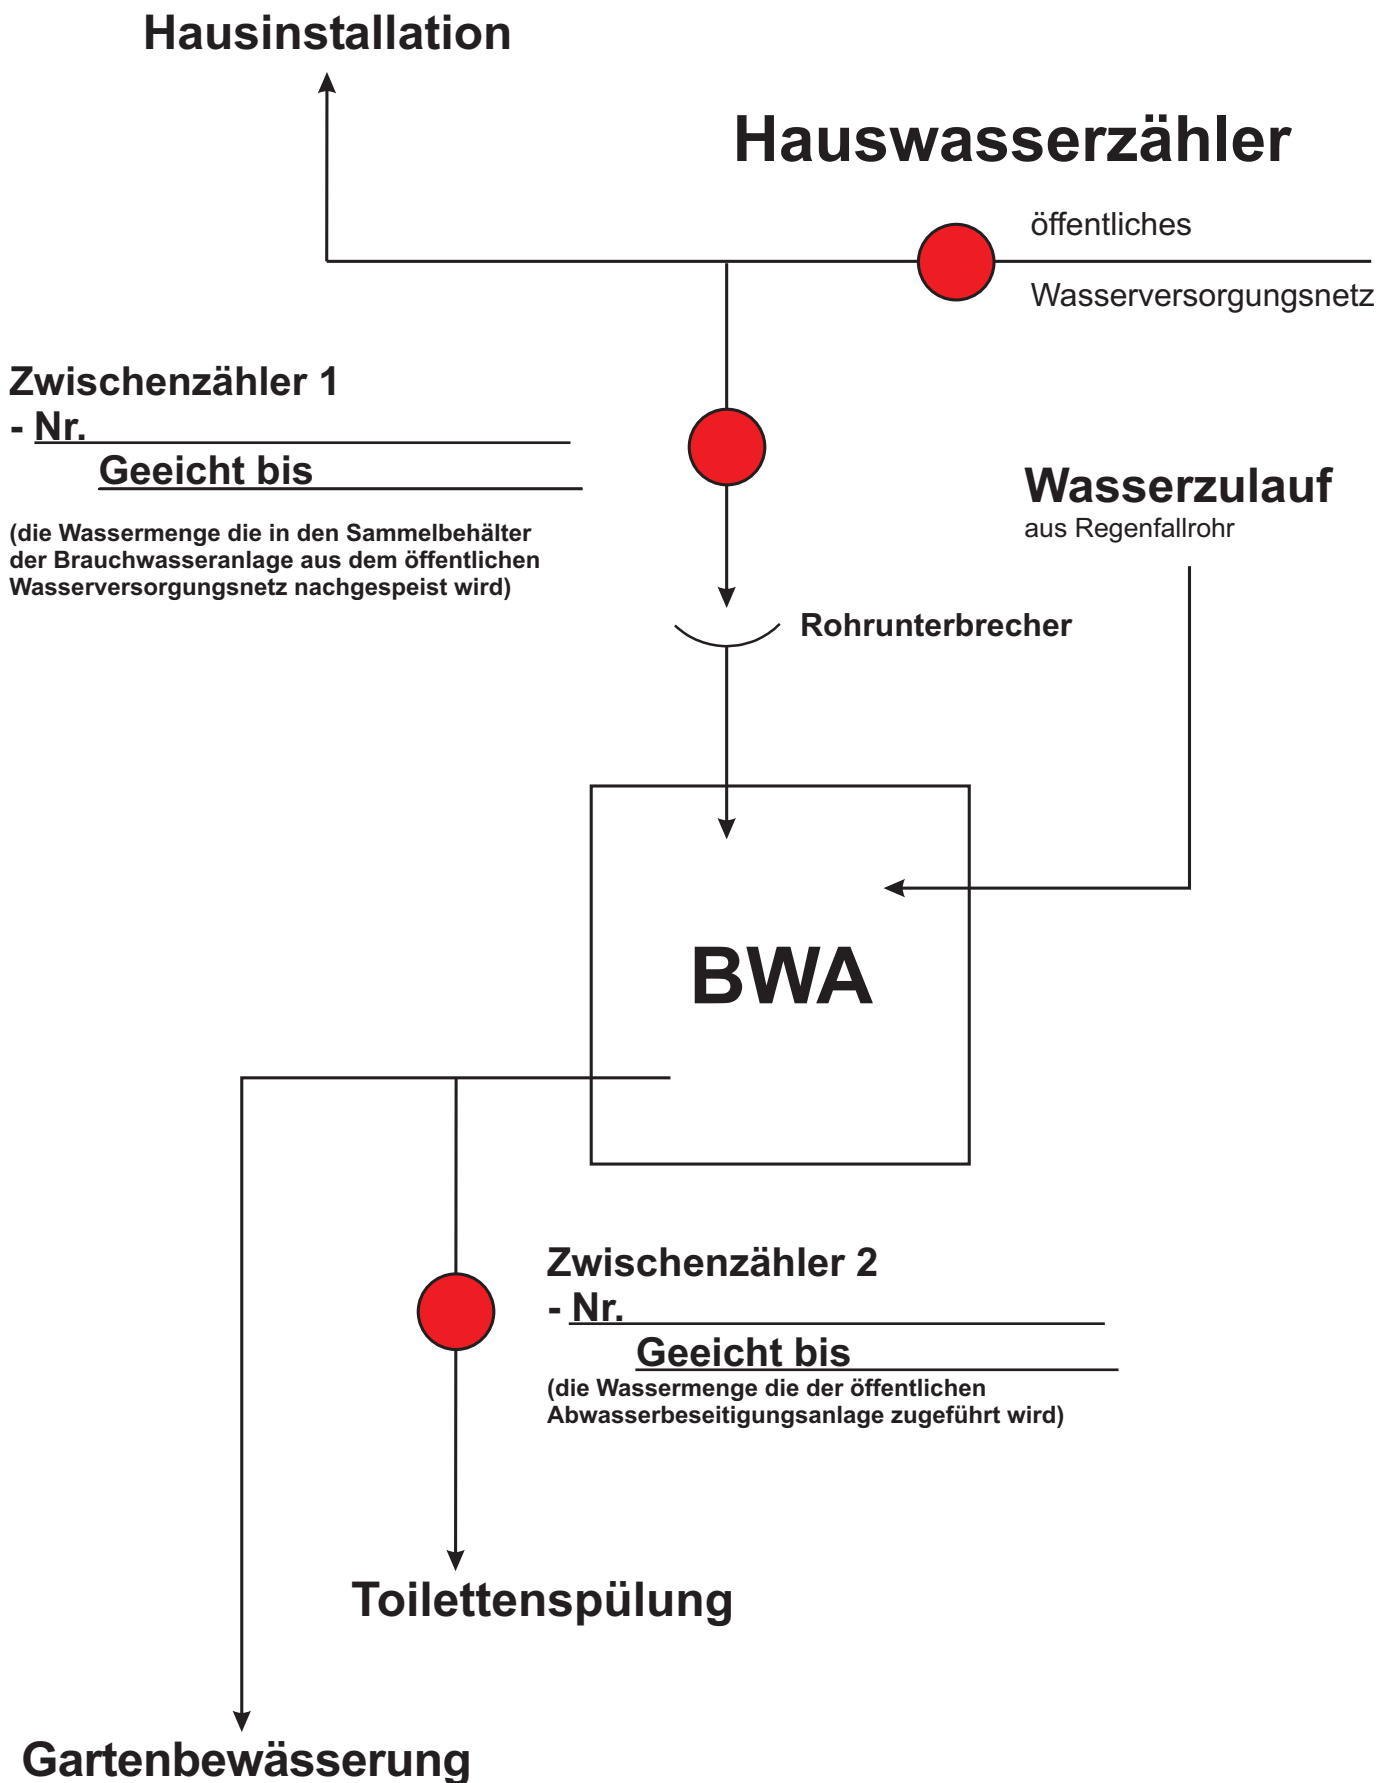 Hausinstallation
Hauswasserzähler
öffentliches
Wasserversorgungsnetz
Zwischenzähler 1
- Nr.
Geeicht bis
(die Wassermenge die in den Sammelbehälter
der Brauchwasseranlage aus dem öffentlichen
Wasserversorgungsnetz nachgespeist wird)
Wasserzulauf
aus Regenfallrohr
Rohrunterbrecher
BWA
Zwischenzähler 2
- Nr.
Geeicht bis
(die Wassermenge die der öffentlichen
Abwasserbeseitigungsanlage zugeführt wird)
Toilettenspülung
Gartenbewässerung